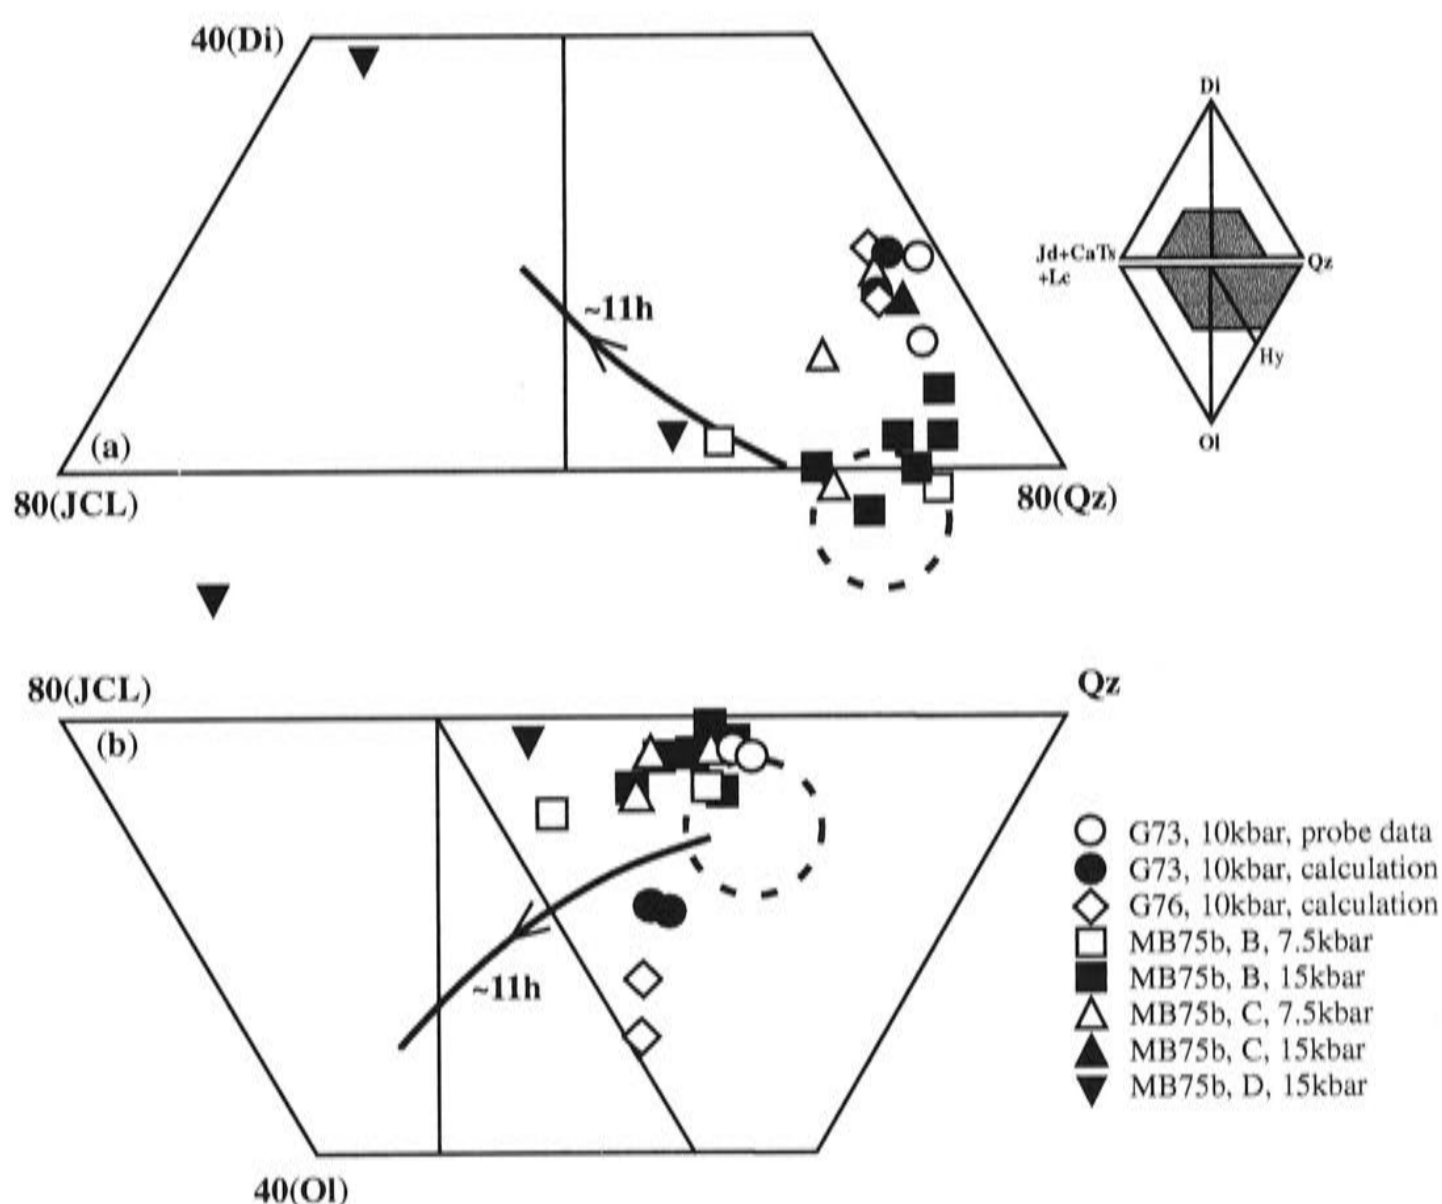 40(Di)
~11h
(a)
80(JCL)
80(Qz)
Di
Jd+CaTs
+Lc
Qz
Hy
Ol
80(JCL)
Qz
(b)
~11h
40(Ol)
G73, 10kbar, probe data
G73, 10kbar, calculation
G76, 10kbar, calculation
MB75b, B, 7.5kbar
MB75b, B, 15kbar
MB75b, C, 7.5kbar
MB75b, C, 15kbar
MB75b, D, 15kbar